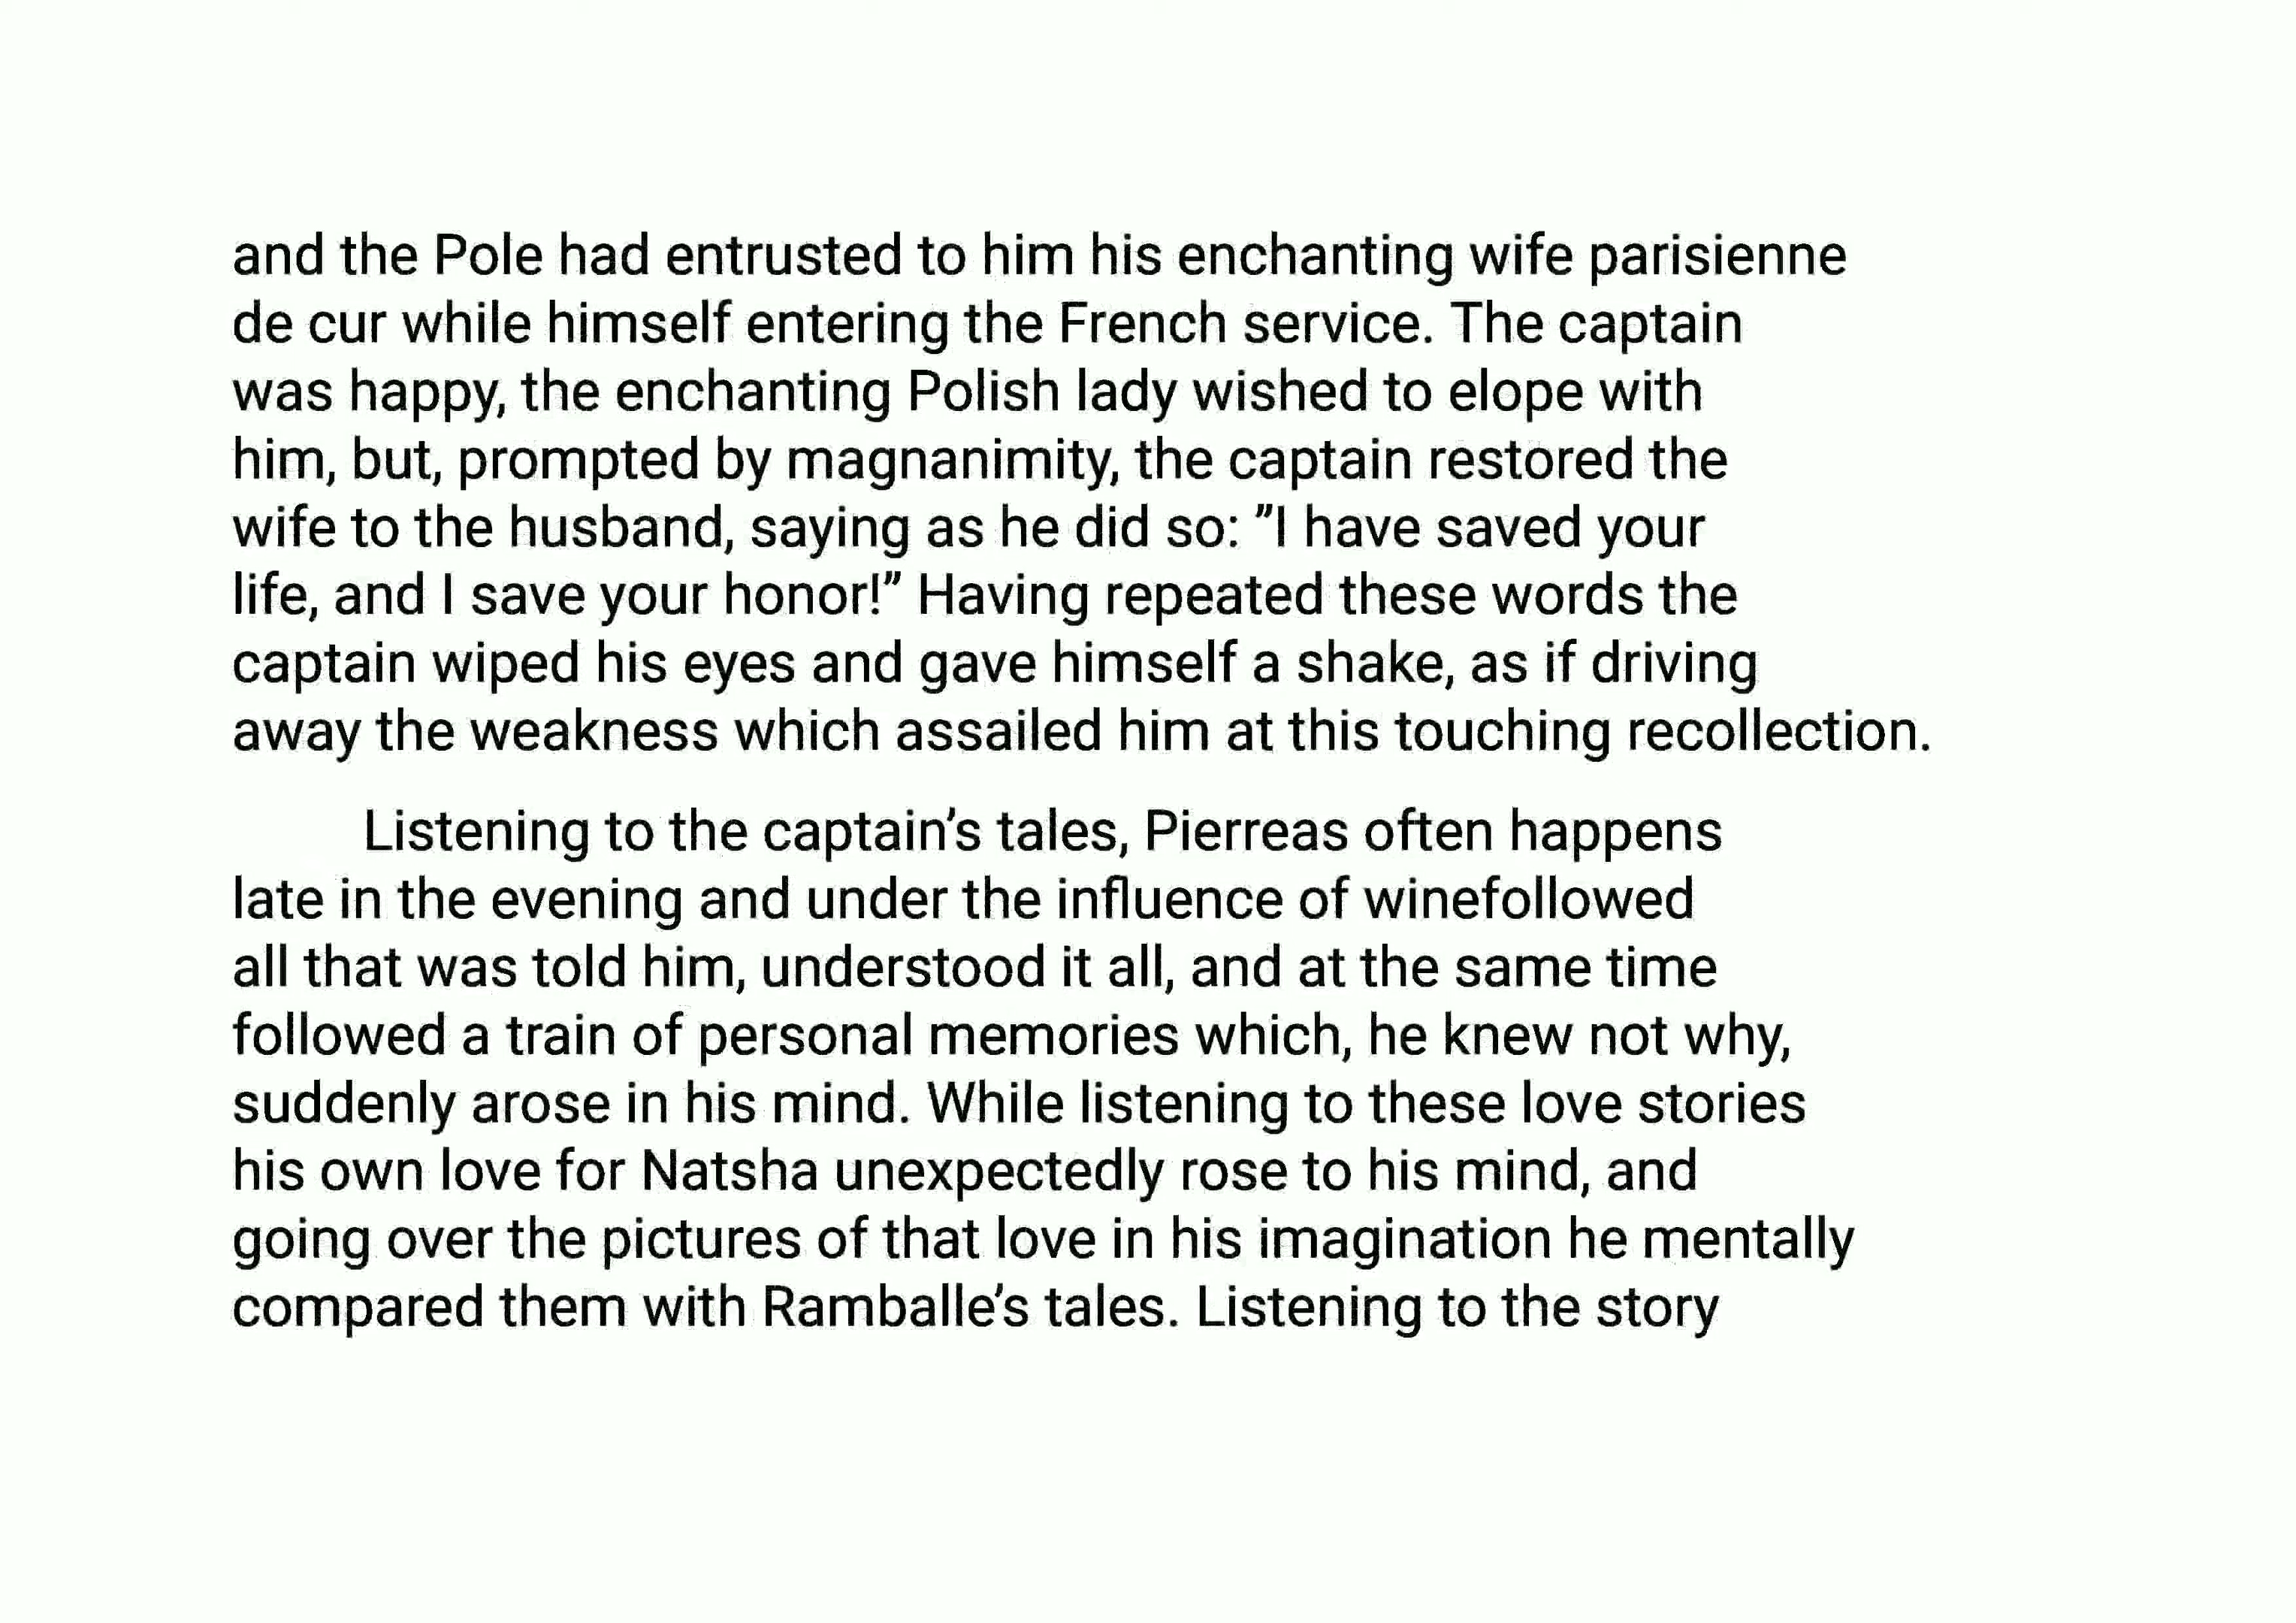 and the Pole had entrusted to him his enchanting wife parisienne
de cur while himself entering the French service. The captain
was happy, the enchanting Polish lady wished to elope with
him, but, prompted by magnanimity, the captain restored the
wife to the husband, saying as he did so: ”I have saved your
life, and I save your honor!” Having repeated these words the
captain wiped his eyes and gave himself a shake, as if driving
away the weakness which assailed him at this touching recollection.
Listening to the captain’s tales, Pierreas often happens
late in the evening and under the influence of winefollowed
all that was told him, understood it all, and at the same time
followed a train of personal memories which, he knew not why,
suddenly arose in his mind. While listening to these love stories
his own love for Natsha unexpectedly rose to his mind, and
going over the pictures of that love in his imagination he mentally
compared them with Ramballe’s tales. Listening to the story